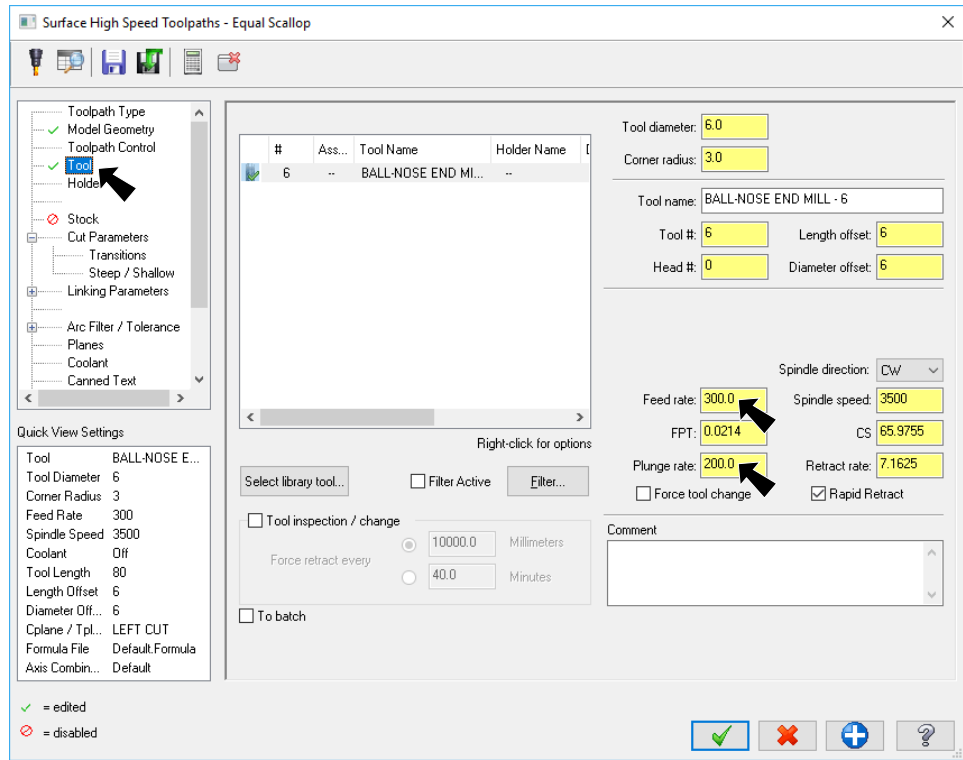 Surface High Speed Toolpaths - Equal Scallop
Toolpath Type
Model Geometry
Toolpath Control
Tool
Holder
Stock
Cut Parameters
Transitions
Steep / Shallow
Linking Parameters
Arc Filter / Tolerance
Planes
Coolant
Canned Text
Quick View Settings
Tool BALL-NOSE E...
Tool Diameter 6
Corner Radius 3
Feed Rate 300
Spindle Speed 3500
Coolant Off
Tool Length 80
Length Offset 6
Diameter Off... 6
Cplane / Tpl... LEFT CUT
Formula File Default.Formula
Axis Combin... Default
= edited
= disabled
# Ass... Tool Name Holder Name
6 -- BALL-NOSE END MI... --
Right-click for options
Select library tool... Filter Active Filter...
Tool inspection / change
Force retract every
10000.0 Millimeters
40.0 Minutes
To batch
Tool diameter: 6.0
Corner radius: 3.0
Tool name: BALL-NOSE END MILL - 6
Tool #: 6 Length offset: 6
Head #: 0 Diameter offset: 6
Spindle direction: CW
Feed rate: 300.0 Spindle speed: 3500
FPT: 0.0214 CS 65.9755
Plunge rate: 200.0 Retract rate: 7.1625
Force tool change Rapid Retract
Comment